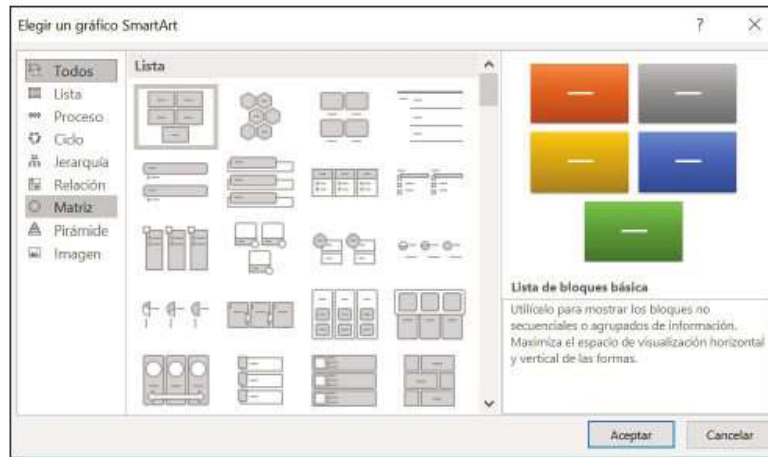 Elegir un gráfico SmartArt
?
Todos
Lista
Proceso
Ciclo
Jerarquía
Relación
Matriz
Pirámide
Imagen
Lista
Lista de bloques básica
Utilícelo para mostrar los bloques no
secuenciales o agrupados de información.
Maximiza el espacio de visualización horizontal
y vertical de las formas.
Aceptar
Cancelar